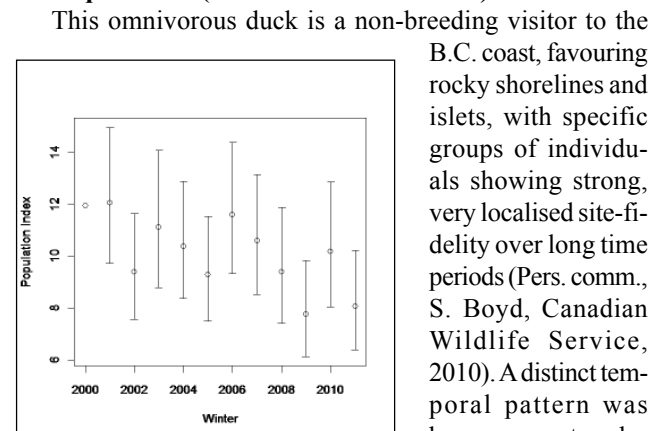 This omnivorous duck is a non-breeding visitor to the
B.C. coast, favouring
rocky shorelines and
islets, with specific
groups of individu-
als showing strong,
very localised site-fi-
delity over long time
periods (Pers. comm.,
S. Boyd, Canadian
Wildlife Service,
2010). A distinct tem-
poral pattern was
Population Index
14
12
10
8
6
2000 2002 2004 2006 2008 2010
Winter